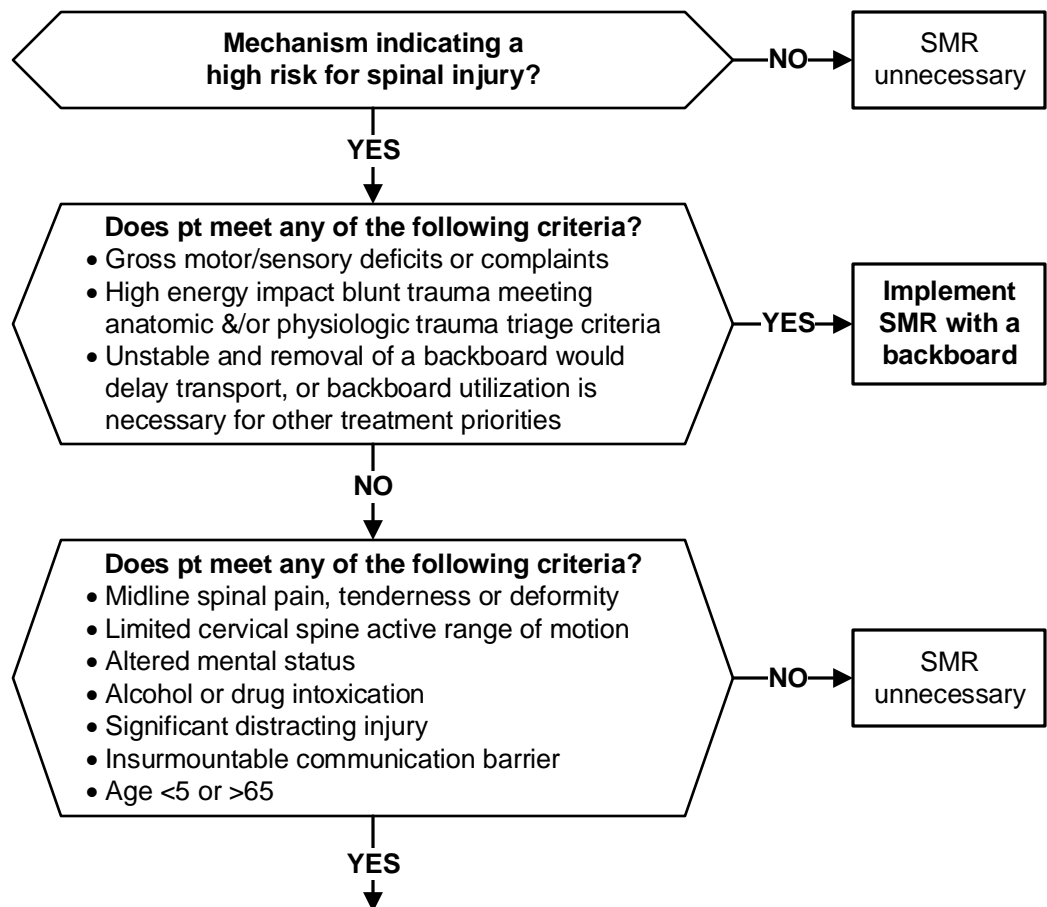 Mechanism indicating a
high risk for spinal injury?
NO
SMR
unnecessary
YES
Does pt meet any of the following criteria?
• Gross motor/sensory deficits or complaints
• High energy impact blunt trauma meeting
anatomic &/or physiologic trauma triage criteria
• Unstable and removal of a backboard would
delay transport, or backboard utilization is
necessary for other treatment priorities
YES
Implement
SMR with a
backboard
NO
Does pt meet any of the following criteria?
• Midline spinal pain, tenderness or deformity
• Limited cervical spine active range of motion
• Altered mental status
• Alcohol or drug intoxication
• Significant distracting injury
• Insurmountable communication barrier
• Age <5 or >65
NO
SMR
unnecessary
YES